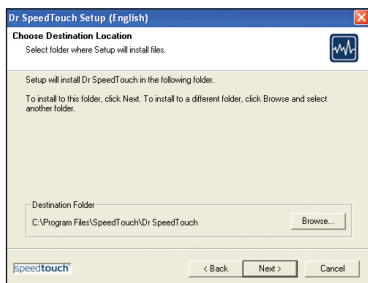 Dr SpeedTouch Setup (English)
Choose Destination Location
Select folder where Setup will install files.
Setup will install Dr SpeedTouch in the following folder.
To install to this folder, click Next. To install to a different folder, click Browse and select
another folder.
Destination Folder
C:\Program Files\SpeedTouch\Dr SpeedTouch
Browse...
speedtouch™
< Back
Next >
Cancel